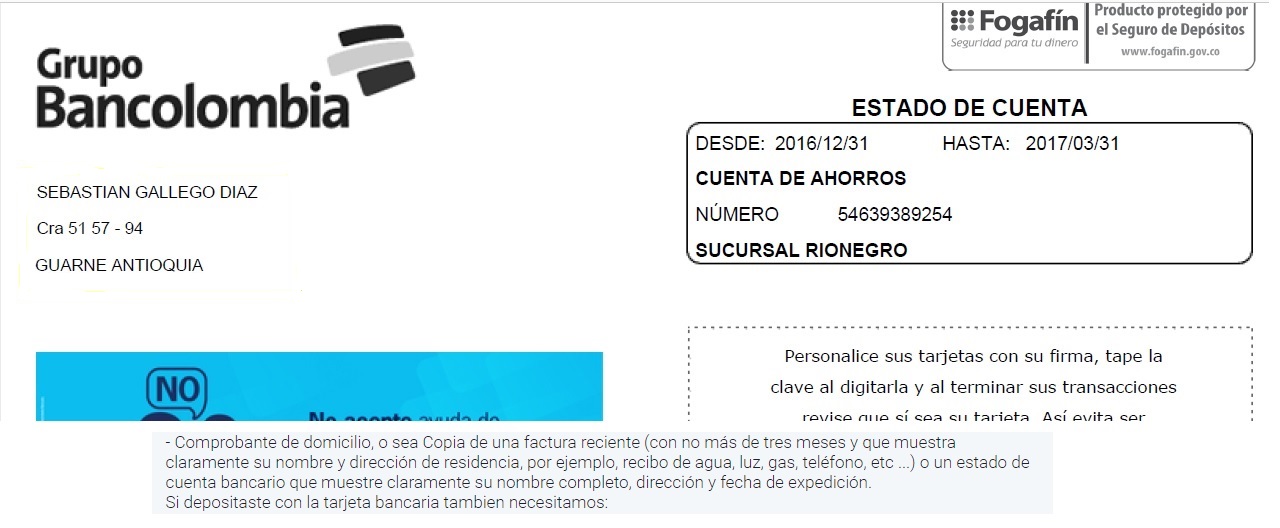 Fogafín
Seguridad para tu dinero
Producto protegido por
el Seguro de Depósitos
www.fogafin.gov.co
Grupo
Bancolombia
ESTADO DE CUENTA
DESDE: 2016/12/31 HASTA: 2017/03/31
CUENTA DE AHORROS
NÚMERO 54639389254
SUCURSAL RIONEGRO
SEBASTIAN GALLEGO DIAZ
Cra 51 57 - 94
GUARNE ANTIOQUIA
NO
No acepte ayuda de
Personalice sus tarjetas con su firma, tape la
clave al digitarla y al terminar sus transacciones
revise que sí sea su tarjeta. Así evita ser
- Comprobante de domicilio, o sea Copia de una factura reciente (con no más de tres meses y que muestra
claramente su nombre y dirección de residencia, por ejemplo, recibo de agua, luz, gas, teléfono, etc ...) o un estado de
cuenta bancario que muestre claramente su nombre completo, dirección y fecha de expedición.
Si depositaste con la tarjeta bancaria tambien necesitamos: